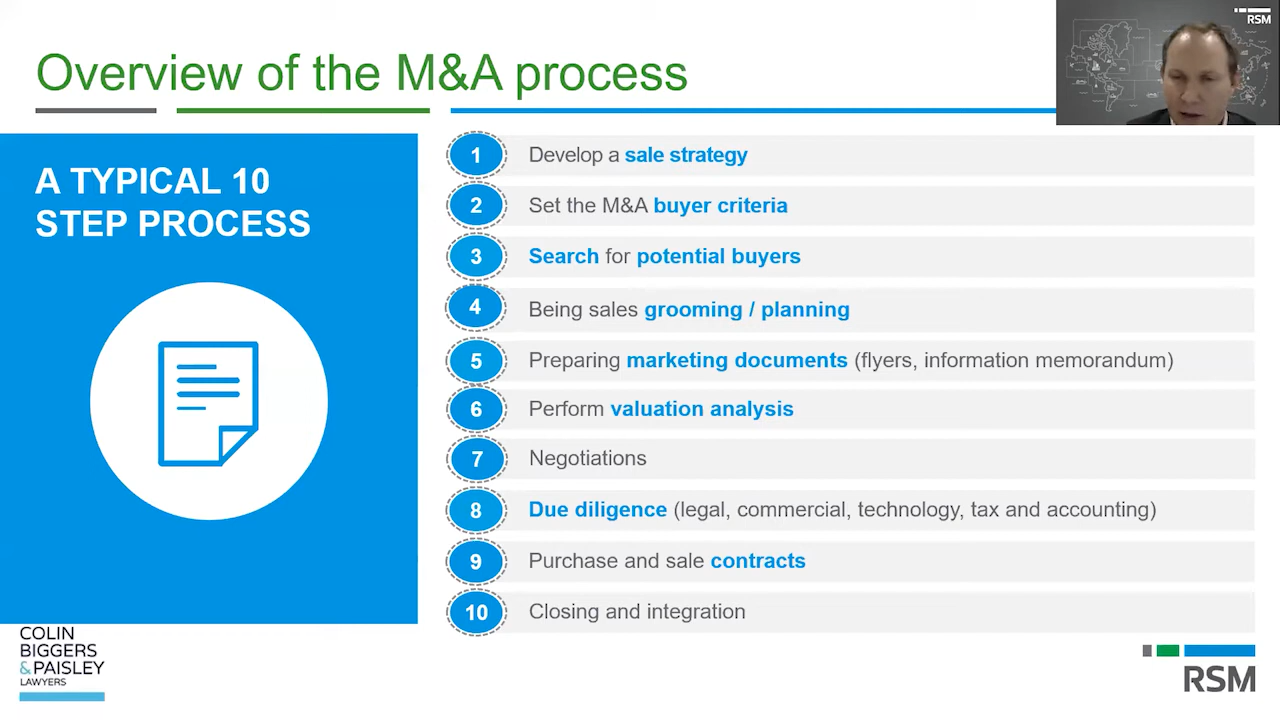 Overview of the M&A process
RSM
A TYPICAL 10
STEP PROCESS
1 Develop a sale strategy
2 Set the M&A buyer criteria
3 Search for potential buyers
4 Being sales grooming / planning
5 Preparing marketing documents (flyers, information memorandum)
6 Perform valuation analysis
7 Negotiations
8 Due diligence (legal, commercial, technology, tax and accounting)
9 Purchase and sale contracts
10 Closing and integration
COLIN
BIGGERS
&PAISLEY
LAWYERS
RSM